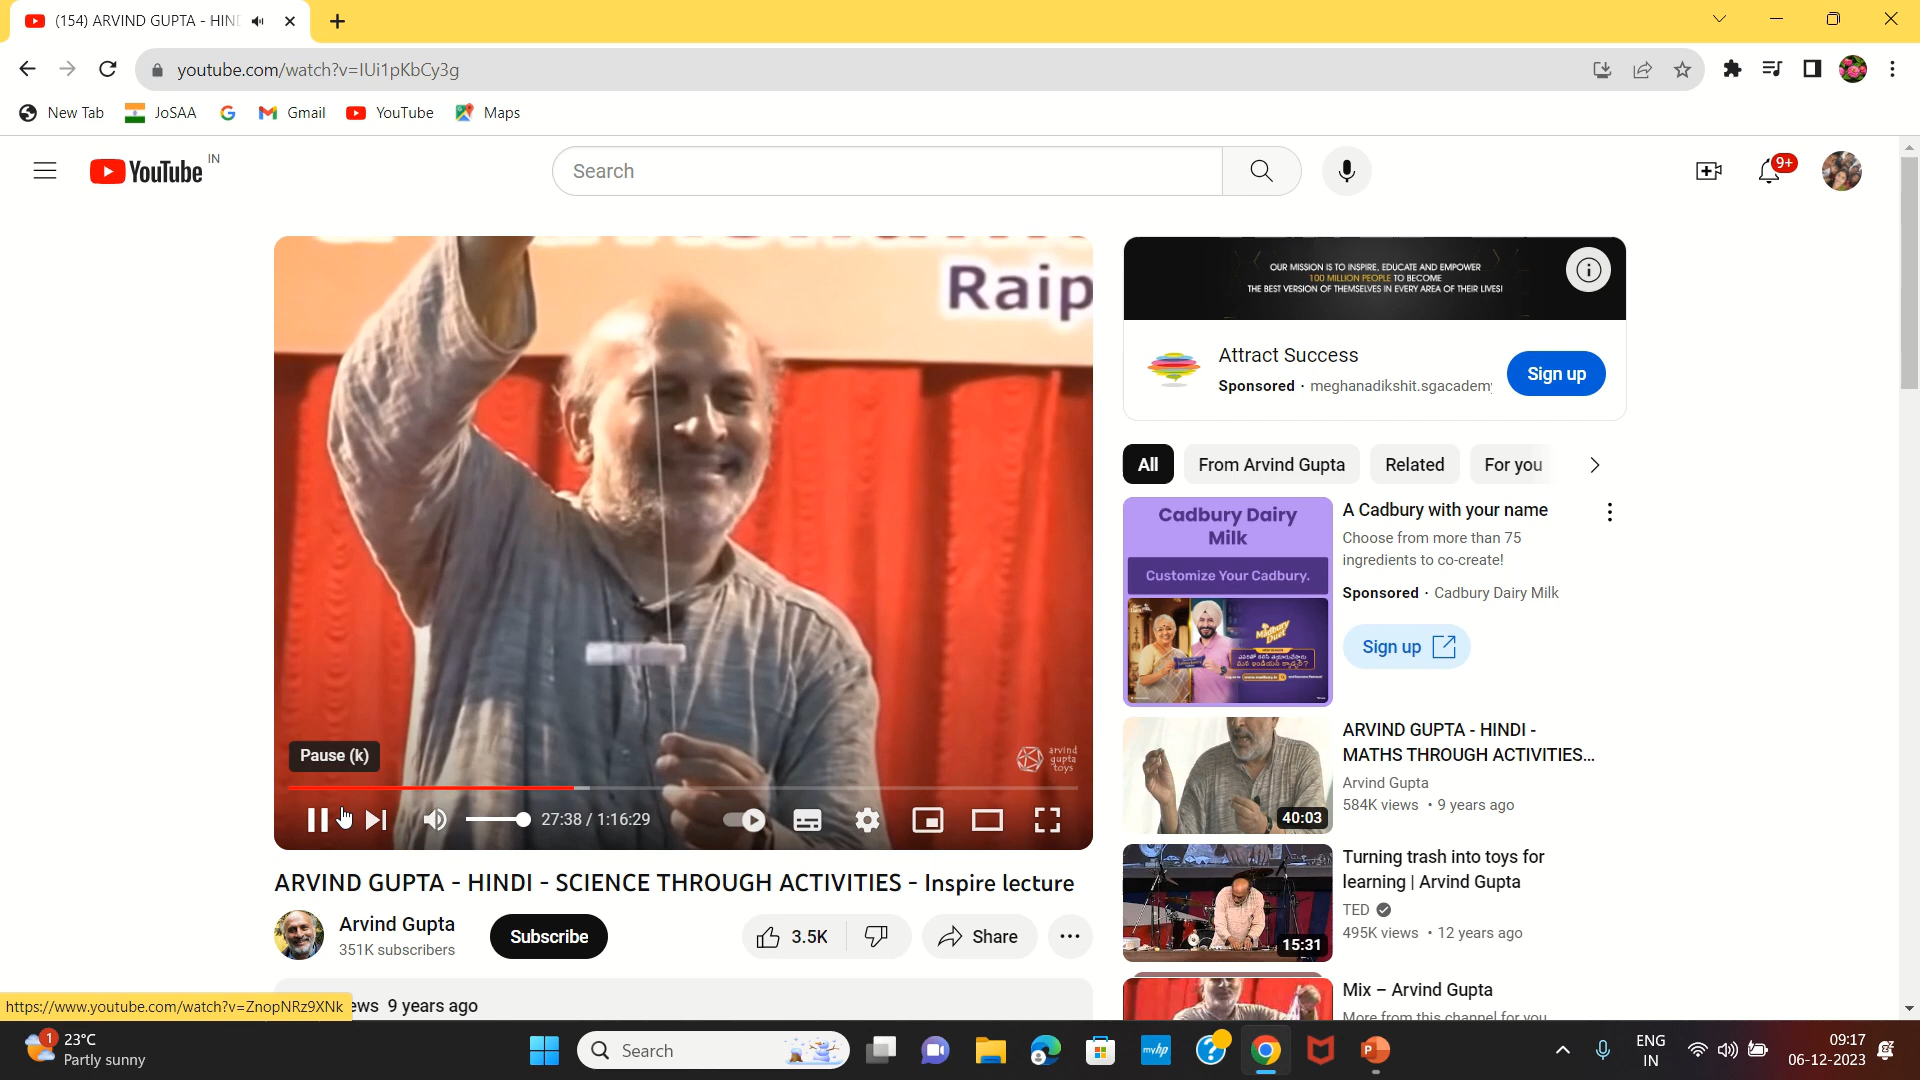 (154) ARVIND GUPTA - HIN
youtube.com/watch?v=IUi1pKbCy3g
New Tab
JoSAA
Gmail
YouTube
Maps
YouTube IN
Search
9+
Raip
Pause (k)
arvind
gupta
toys
27:38 / 1:16:29
ARVIND GUPTA - HINDI - SCIENCE THROUGH ACTIVITIES - Inspire lecture
Arvind Gupta
351K subscribers
Subscribe
3.5K
Share
ews 9 years ago
https://www.youtube.com/watch?v=ZnopNRz9XNk
OUR MISSION IS TO INSPIRE, EDUCATE AND EMPOWER
100 MILLION PEOPLE TO BECOME
THE BEST VERSION OF THEMSELVES IN EVERY AREA OF THEIR LIVES!
Attract Success
Sponsored · meghanadikshit.sgacademy
Sign up
All
From Arvind Gupta
Related
For you
Cadbury Dairy
Milk
Customize Your Cadbury.
Madbury
Duet
A Cadbury with your name
Choose from more than 75
ingredients to co-create!
Sponsored · Cadbury Dairy Milk
Sign up
40:03
ARVIND GUPTA - HINDI -
MATHS THROUGH ACTIVITIES...
Arvind Gupta
584K views • 9 years ago
15:31
Turning trash into toys for
learning | Arvind Gupta
TED
495K views • 12 years ago
Mix – Arvind Gupta
More from this channel for you
1
23°C
Partly sunny
Search
myhp
ENG
IN
09:17
06-12-2023